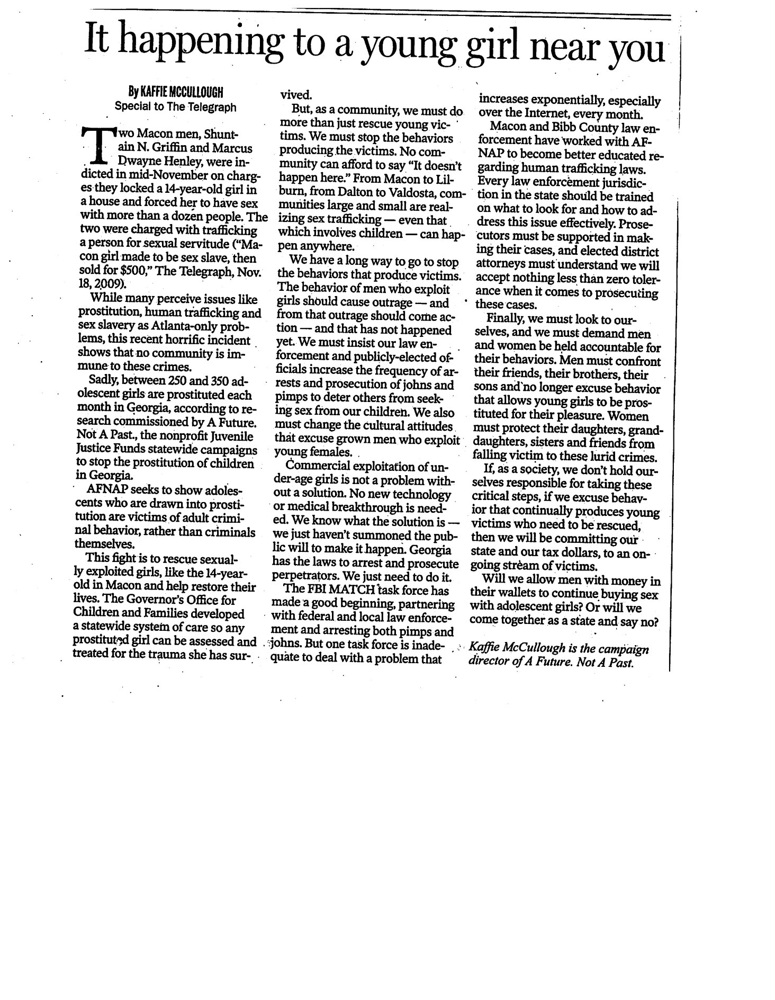 It happening to a young girl near you
By KAFFIE MCCULLOUGH
Special to The Telegraph
Two Macon men, Shunt-
ain N. Griffin and Marcus
Dwayne Henley, were in-
dicted in mid-November on charg-
es they locked a 14-year-old girl in
a house and forced her to have sex
with more than a dozen people. The
two were charged with trafficking
a person for sexual servitude (“Ma-
con girl made to be sex slave, then
sold for $500,” The Telegraph, Nov.
18, 2009).
While many perceive issues like
prostitution, human trafficking and
sex slavery as Atlanta-only prob-
lems, this recent horrific incident
shows that no community is im-
mune to these crimes.
Sadly, between 250 and 350 ad-
olescent girls are prostituted each
month in Georgia, according to re-
search commissioned by A Future.
Not A Past., the nonprofit Juvenile
Justice Funds statewide campaigns
to stop the prostitution of children
in Georgia.
AFNAP seeks to show adoles-
cents who are drawn into prosti-
tution are victims of adult crimi-
nal behavior, rather than criminals
themselves.
This fight is to rescue sexual-
ly exploited girls, like the 14-year-
old in Macon and help restore their
lives. The Governor’s Office for
Children and Families developed
a statewide system of care so any
prostituted girl can be assessed and
treated for the trauma she has sur-
vived.
But, as a community, we must do
more than just rescue young vic-
tims. We must stop the behaviors
producing the victims. No com-
munity can afford to say “It doesn’t
happen here.” From Macon to Lil-
burn, from Dalton to Valdosta, com-
munities large and small are real-
izing sex trafficking — even that
which involves children — can hap-
pen anywhere.
We have a long way to go to stop
the behaviors that produce victims.
The behavior of men who exploit
girls should cause outrage — and
from that outrage should come ac-
tion — and that has not happened
yet. We must insist our law en-
forcement and publicly-elected of-
ficials increase the frequency of ar-
rests and prosecution of johns and
pimps to deter others from seek-
ing sex from our children. We also
must change the cultural attitudes
that excuse grown men who exploit
young females.
Commercial exploitation of un-
der-age girls is not a problem with-
out a solution. No new technology
or medical breakthrough is need-
ed. We know what the solution is —
we just haven’t summoned the pub-
lic will to make it happen. Georgia
has the laws to arrest and prosecute
perpetrators. We just need to do it.
The FBI MATCH task force has
made a good beginning, partnering
with federal and local law enforce-
ment and arresting both pimps and
johns. But one task force is inade-
quate to deal with a problem that
increases exponentially, especially
over the Internet, every month.
Macon and Bibb County law en-
forcement have worked with AF-
NAP to become better educated re-
garding human trafficking laws.
Every law enforcement jurisdic-
tion in the state should be trained
on what to look for and how to ad-
dress this issue effectively. Prose-
cutors must be supported in mak-
ing their cases, and elected district
attorneys must understand we will
accept nothing less than zero toler-
ance when it comes to prosecuting
these cases.
Finally, we must look to our-
selves, and we must demand men
and women be held accountable for
their behaviors. Men must confront
their friends, their brothers, their
sons and no longer excuse behavior
that allows young girls to be pros-
tituted for their pleasure. Women
must protect their daughters, grand-
daughters, sisters and friends from
falling victim to these lurid crimes.
If, as a society, we don’t hold our-
selves responsible for taking these
critical steps, if we excuse behav-
ior that continually produces young
victims who need to be rescued,
then we will be committing our
state and our tax dollars, to an on-
going stream of victims.
Will we allow men with money in
their wallets to continue buying sex
with adolescent girls? Or will we
come together as a state and say no?
Kaffie McCullough is the campaign
director of A Future. Not A Past.